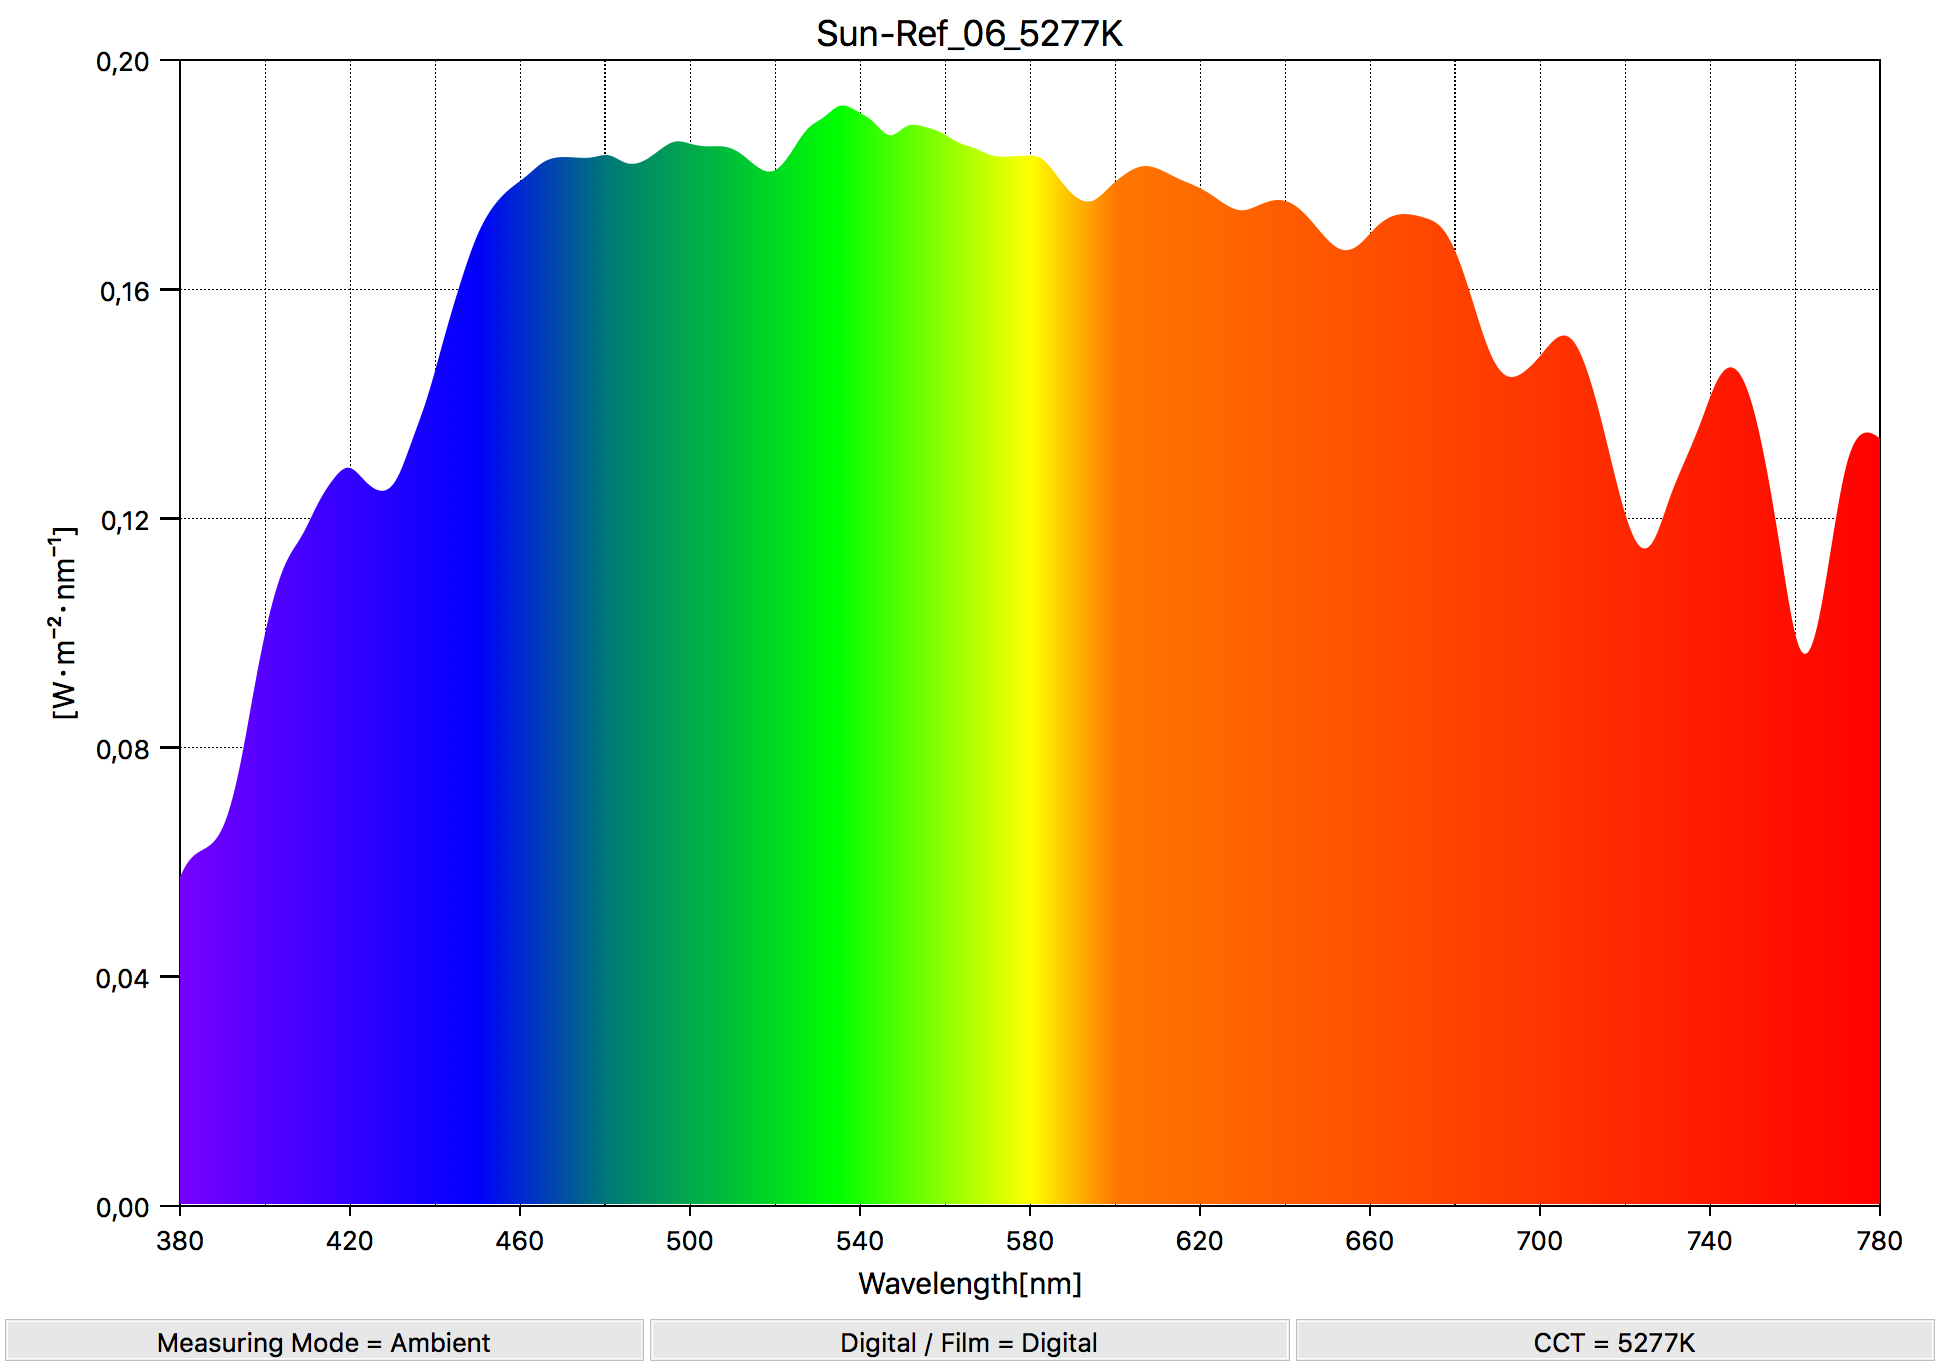 Sun-Ref_06_5277K
0,20
0,16
0,12
0,08
0,04
0,00
[W·m⁻²·nm⁻¹]
380 420 460 500 540 580 620 660 700 740 780
Wavelength[nm]
Measuring Mode = Ambient
Digital / Film = Digital
CCT = 5277K